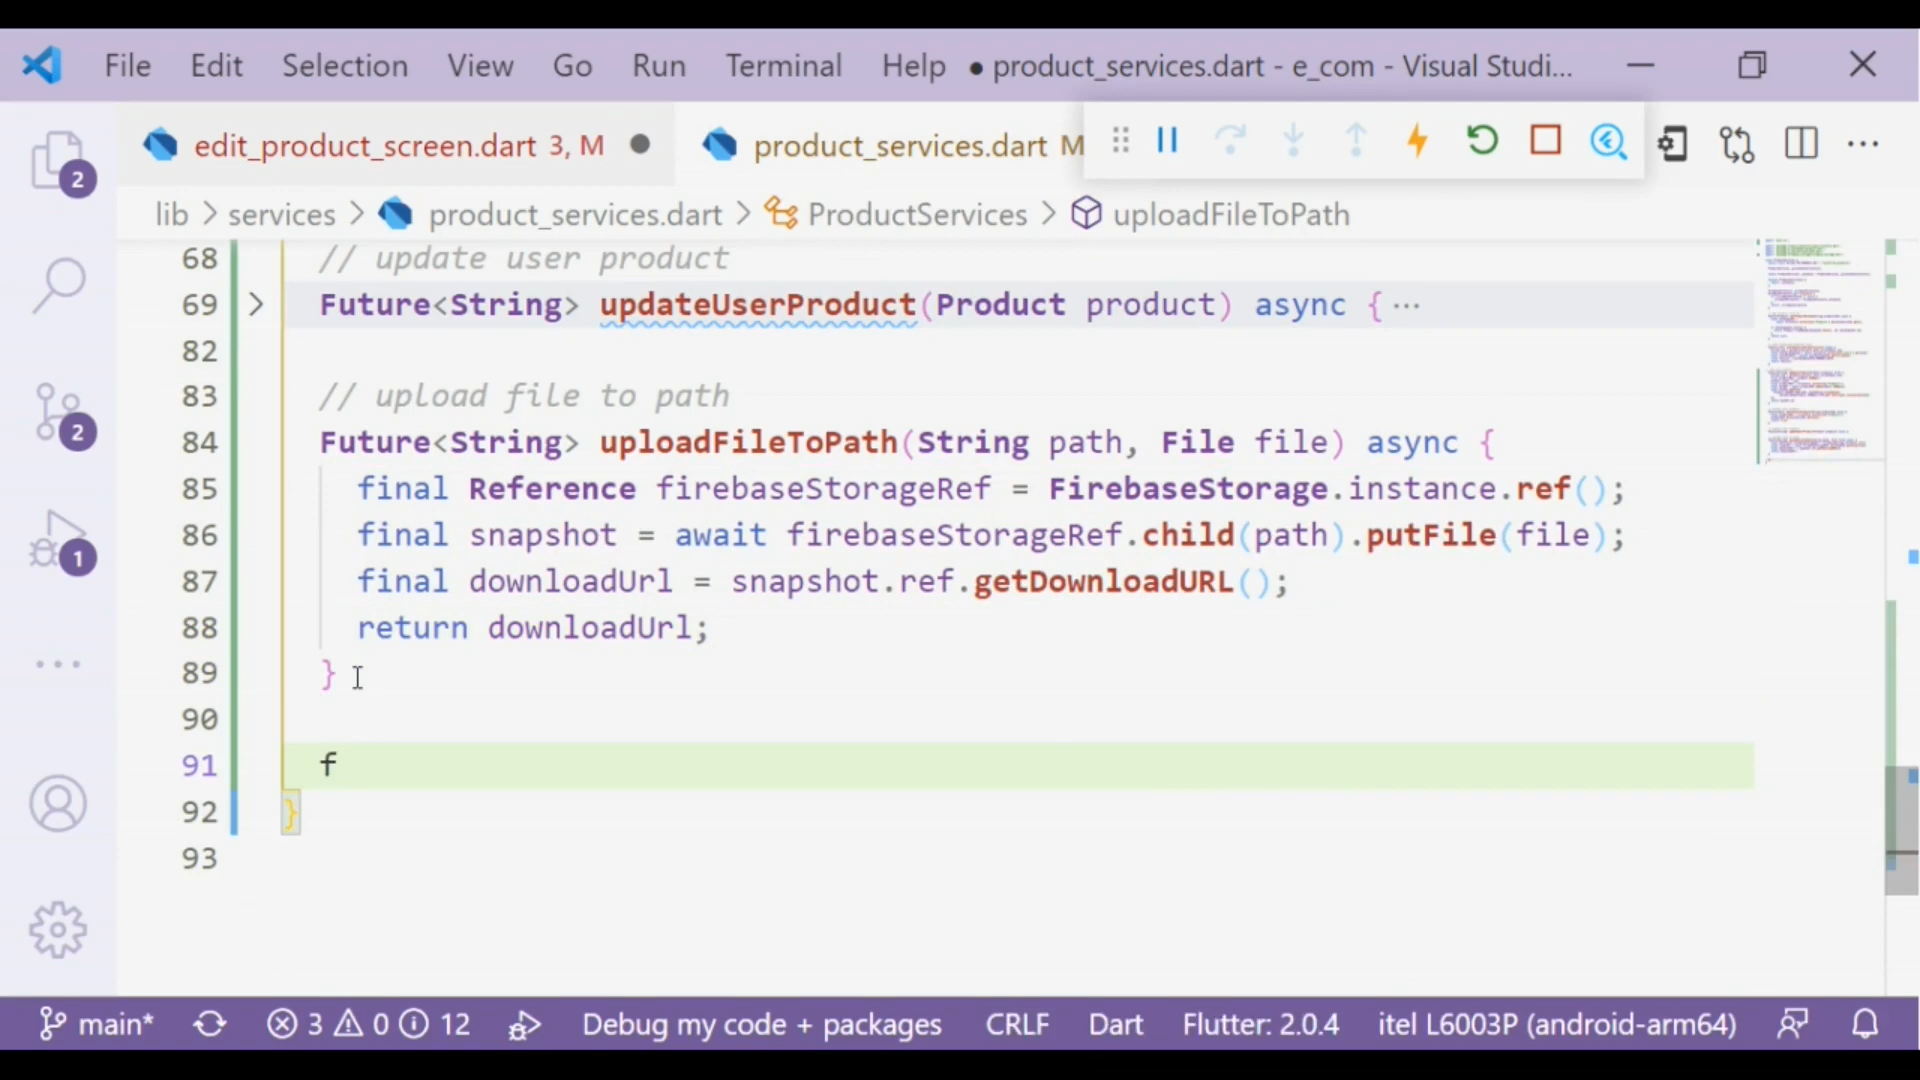 File Edit Selection View Go Run Terminal Help ● product_services.dart - e_com - Visual Studi...
edit_product_screen.dart 3, M ● product_services.dart M
lib > services > product_services.dart > ProductServices > uploadFileToPath
68 // update user product
69 Future<String> updateUserProduct(Product product) async { ...
82
83 // upload file to path
84 Future<String> uploadFileToPath(String path, File file) async {
85 final Reference firebaseStorageRef = FirebaseStorage.instance.ref();
86 final snapshot = await firebaseStorageRef.child(path).putFile(file);
87 final downloadUrl = snapshot.ref.getDownloadURL();
88 return downloadUrl;
89 }
90
91 f
92 }
93
2
2
1
main* 3 0 12 Debug my code + packages CRLF Dart Flutter: 2.0.4 itel L6003P (android-arm64)